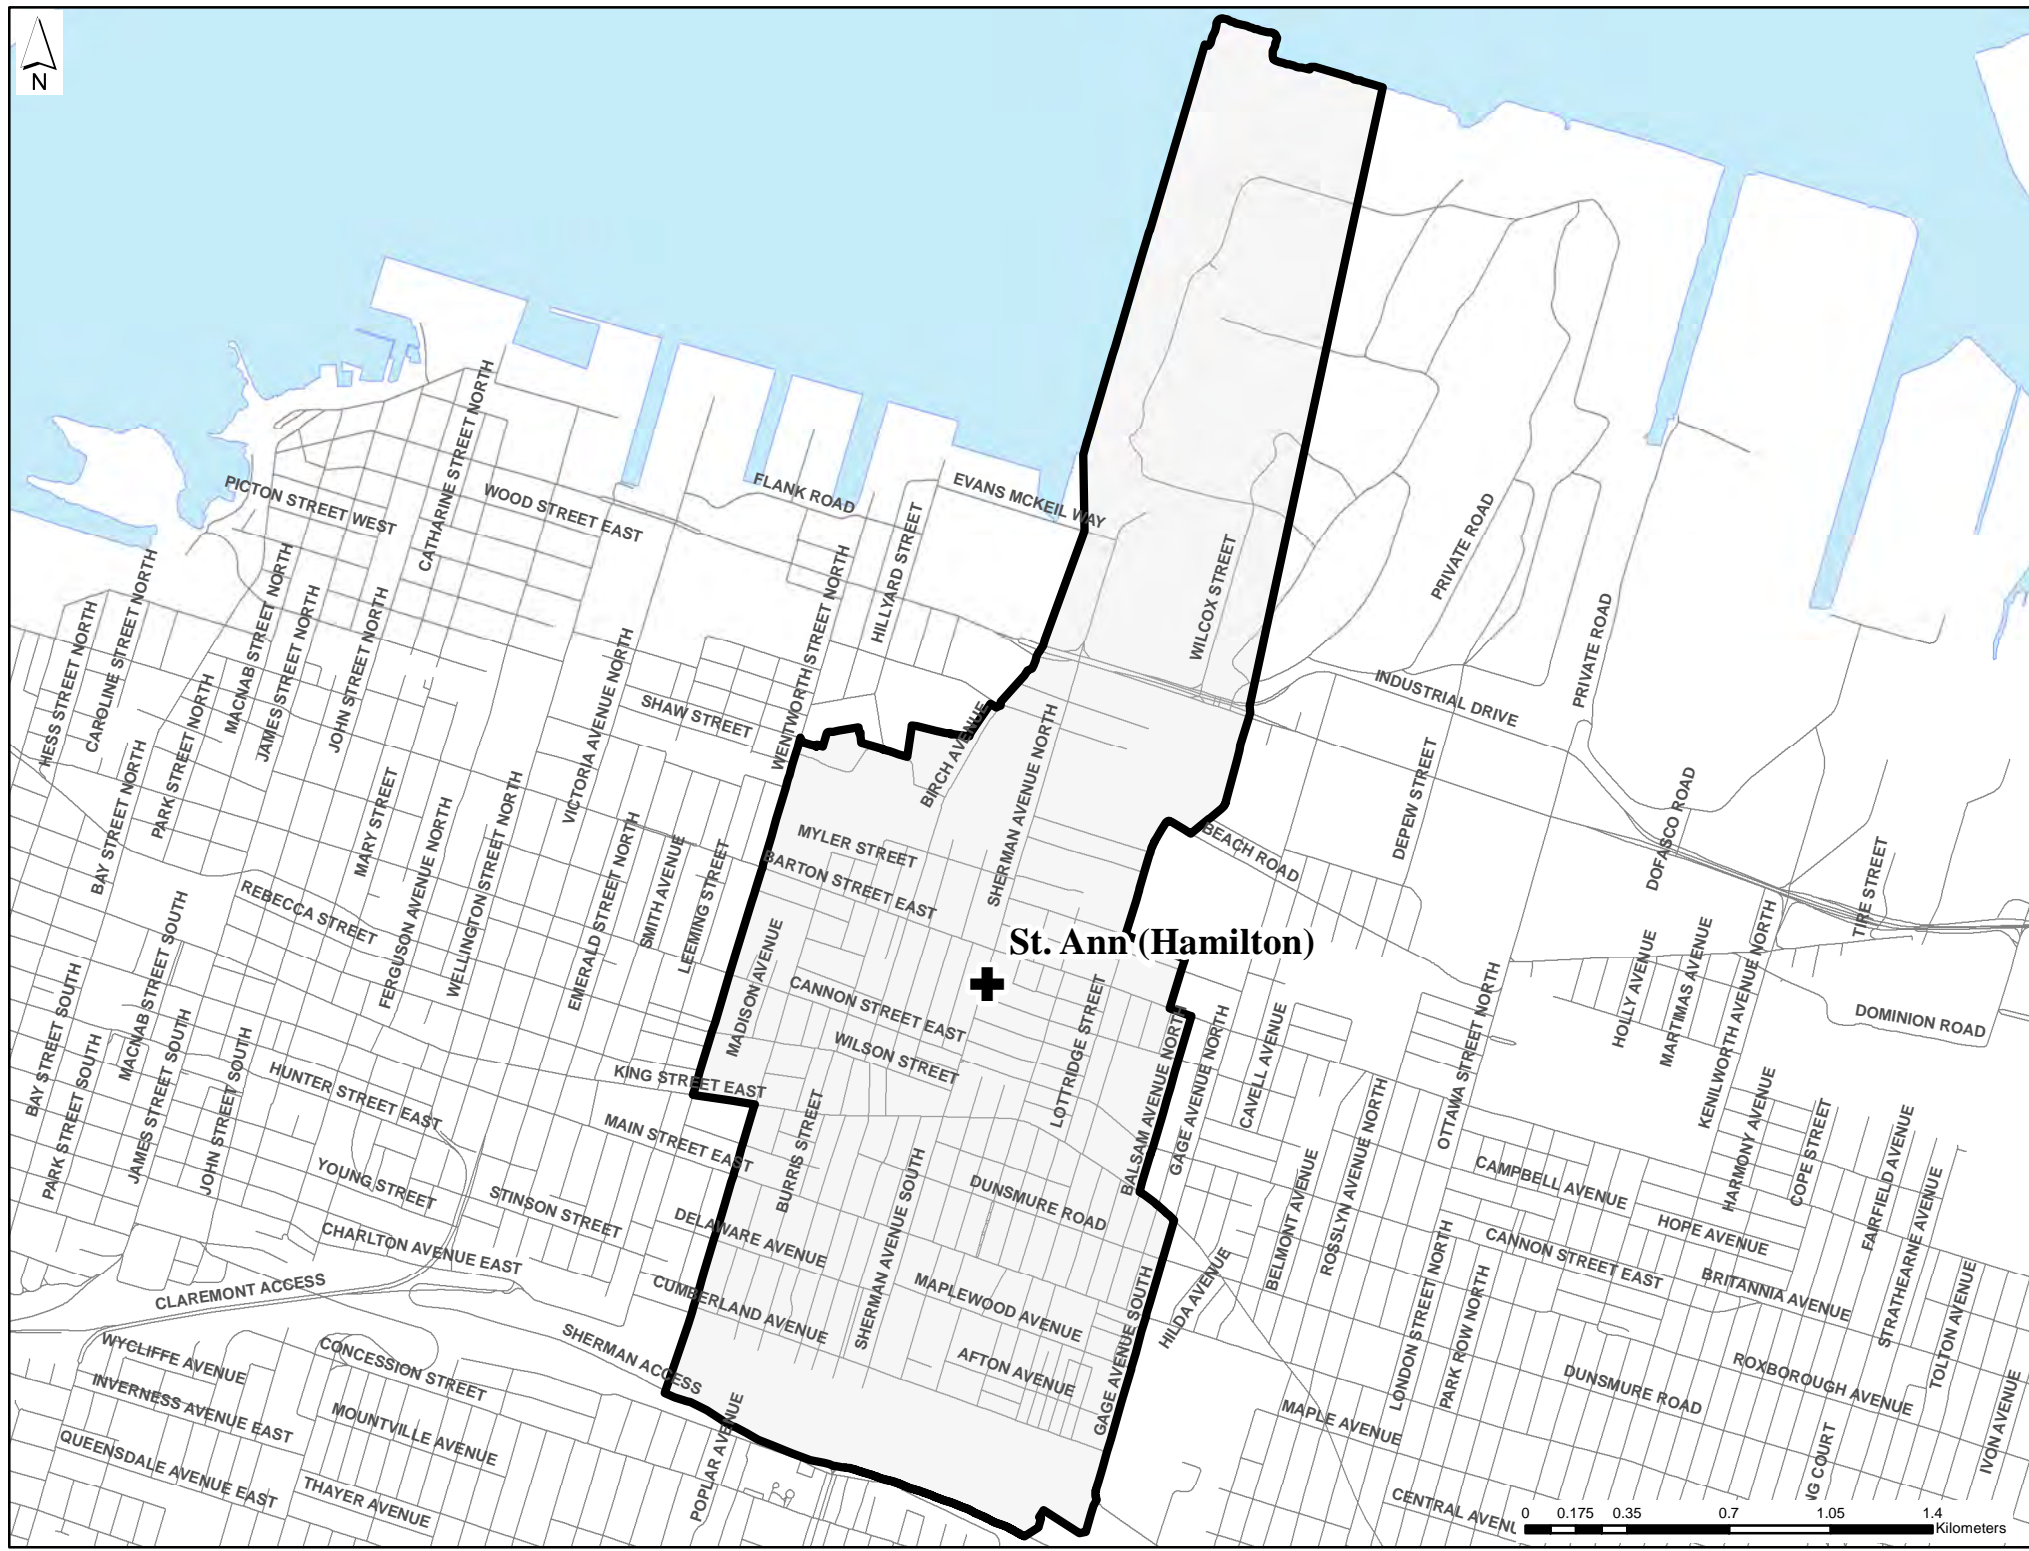 N
CATHARINE STREET NORTH
PICTON STREET WEST
WOOD STREET EAST
FLANK ROAD
EVANS MCKEIL WAY
HILLYARD STREET
WILCOX STREET
PRIVATE ROAD
PRIVATE ROAD
INDUSTRIAL DRIVE
HESS STREET NORTH
CAROLINE STREET NORTH
MACNAB STREET NORTH
JAMES STREET NORTH
JOHN STREET NORTH
VICTORIA AVENUE NORTH
SHAW STREET
WENTWORTH STREET NORTH
BIRCH AVENUE
SHERMAN AVENUE NORTH
BAY STREET NORTH
PARK STREET NORTH
MARY STREET
FERGUSON AVENUE NORTH
WELLINGTON STREET NORTH
EMERALD STREET NORTH
SMITH AVENUE
LEEMING STREET
MYLER STREET
BARTON STREET EAST
BEACH ROAD
DEPEW STREET
DOFASCO ROAD
TIRE STREET
REBECCA STREET
MADISON AVENUE
St. Ann (Hamilton)
CANNON STREET EAST
WILSON STREET
LOTTRIDGE STREET
BALSAM AVENUE NORTH
GAGE AVENUE NORTH
CAVELL AVENUE
OTTAWA STREET NORTH
HOLLY AVENUE
MARTIMAS AVENUE
KENILWORTH AVENUE NORTH
DOMINION ROAD
BAY STREET SOUTH
PARK STREET SOUTH
MACNAB STREET SOUTH
JAMES STREET SOUTH
JOHN STREET SOUTH
HUNTER STREET EAST
KING STREET EAST
MAIN STREET EAST
BURRIS STREET
YOUNG STREET
STINSON STREET
CHARLTON AVENUE EAST
DELAWARE AVENUE
CUMBERLAND AVENUE
SHERMAN AVENUE SOUTH
DUNSMURE ROAD
MAPLEWOOD AVENUE
AFTON AVENUE
GAGE AVENUE SOUTH
HILDA AVENUE
BELMONT AVENUE
ROSSLYN AVENUE NORTH
CAMPBELL AVENUE
HOPE AVENUE
HARMONY AVENUE
COPE STREET
FAIRFIELD AVENUE
STRATHEARNE AVENUE
CANNON STREET EAST
BRITANNIA AVENUE
TOLTON AVENUE
IVON AVENUE
LONDON STREET NORTH
PARK ROW NORTH
DUNSMURE ROAD
ROXBOROUGH AVENUE
MAPLE AVENUE
CENTRAL AVENU
NG COURT
CLAREMONT ACCESS
SHERMAN ACCESS
WYCLIFFE AVENUE
CONCESSION STREET
INVERNESS AVENUE EAST
MOUNTVILLE AVENUE
QUEENSDALE AVENUE EAST
THAYER AVENUE
POPLAR AVENUE
0 0.175 0.35 0.7 1.05 1.4
Kilometers